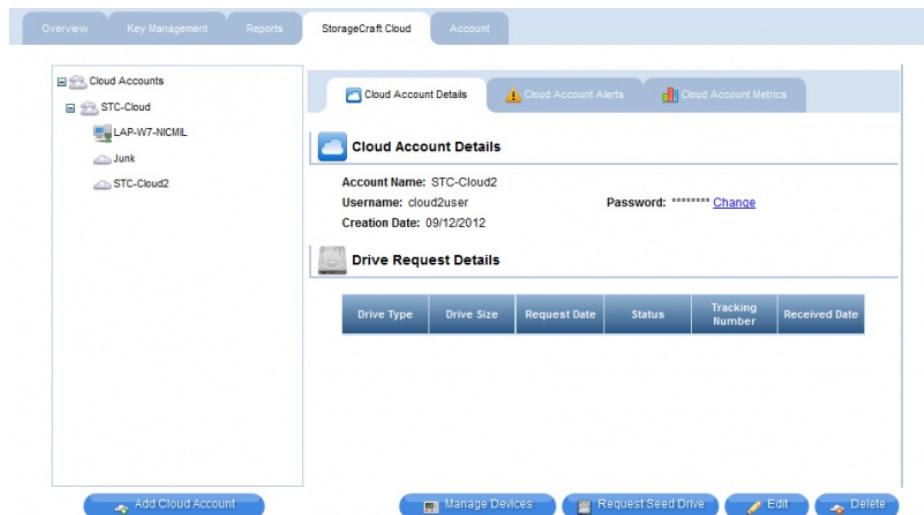 Overview Key Management Reports StorageCraft Cloud Account
Cloud Accounts
STC-Cloud
LAP-W7-NICMIL
Junk
STC-Cloud2
Cloud Account Details Cloud Account Alerts Cloud Account Metrics
Cloud Account Details
Account Name: STC-Cloud2
Username: cloud2user Password: ******** Change
Creation Date: 09/12/2012
Drive Request Details
Drive Type Drive Size Request Date Status Tracking Number Received Date
Add Cloud Account Manage Devices Request Seed Drive Edit Delete